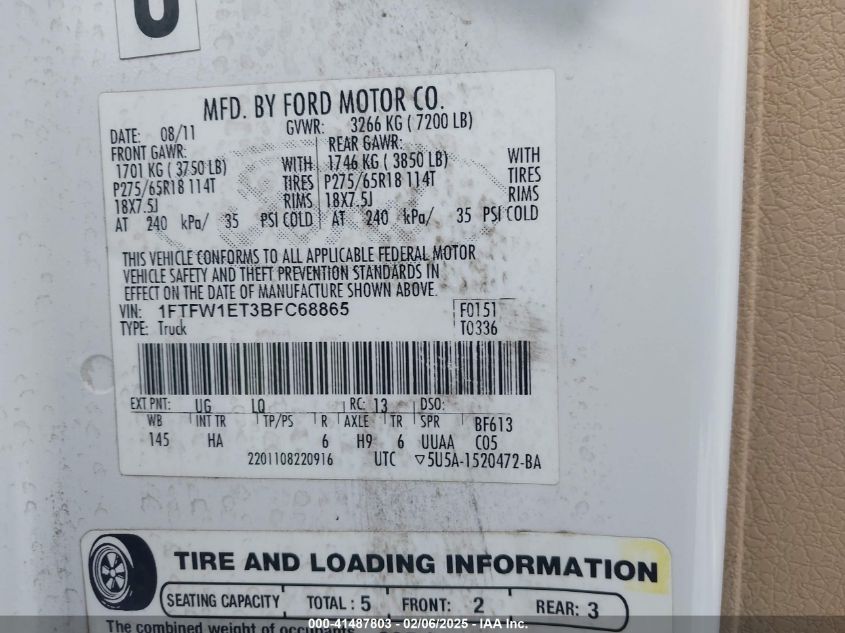 MFD. BY FORD MOTOR CO.
DATE: 08/11 GVWR: 3266 KG ( 7200 LB)
FRONT GAWR: REAR GAWR:
1701 KG ( 3750 LB) WITH 1746 KG ( 3850 LB) WITH
P275/65R18 114T TIRES P275/65R18 114T TIRES
18X7.5J RIMS 18X7.5J RIMS
AT 240 kPa/ 35 PSI COLD AT 240 kPa/ 35 PSI COLD
THIS VEHICLE CONFORMS TO ALL APPLICABLE FEDERAL MOTOR
VEHICLE SAFETY AND THEFT PREVENTION STANDARDS IN
EFFECT ON THE DATE OF MANUFACTURE SHOWN ABOVE.
VIN: 1FTFW1ET3BFC68865 F0151
TYPE: Truck T0336
EXT PNT: UG LQ RC: 13 DSO:
WB INT TR TP/PS R AXLE TR SPR BF613
145 HA 6 H9 6 UUAA C05
2201108220916 UTC ▽5U5A-1520472-BA
TIRE AND LOADING INFORMATION
SEATING CAPACITY TOTAL: 5 FRONT: 2 REAR: 3
The combined weight of
000-41487803 - 02/06/2025 - IAA Inc.